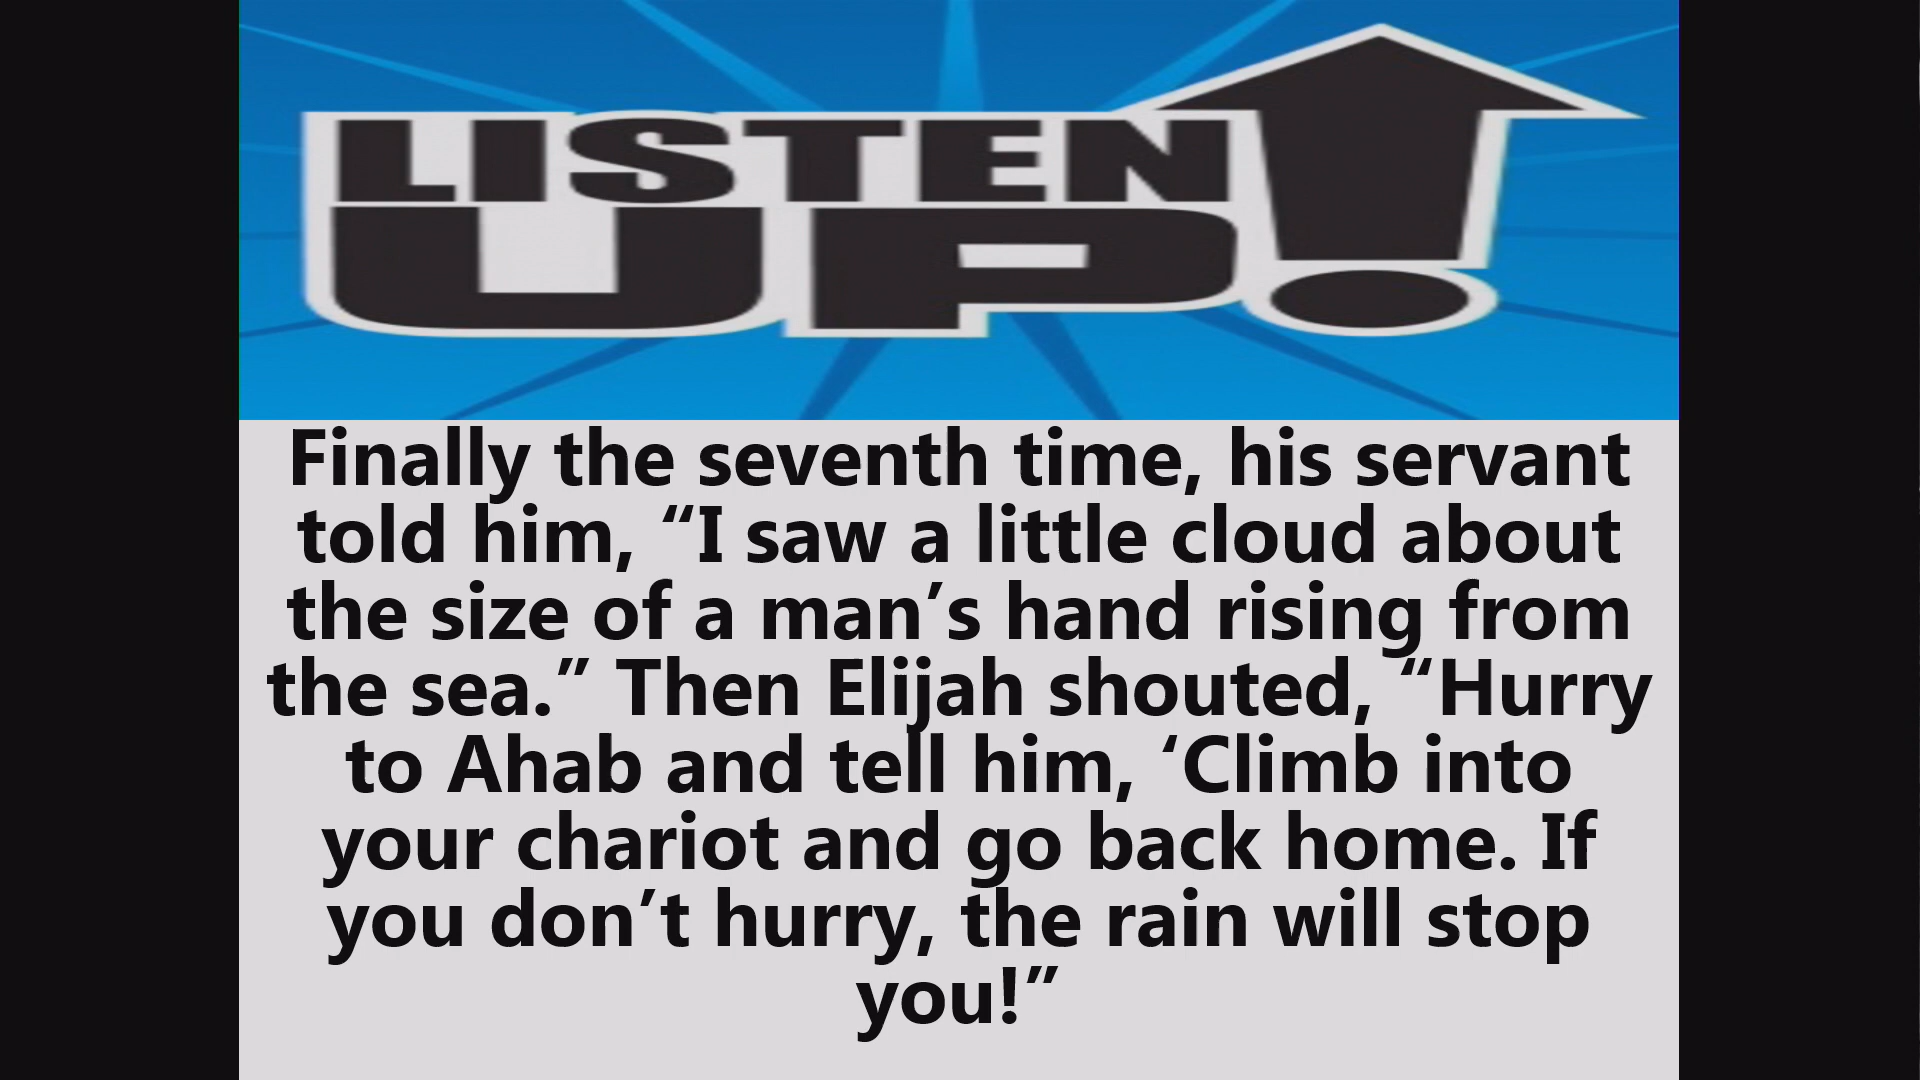 LISTEN
UP!
Finally the seventh time, his servant
told him, “I saw a little cloud about
the size of a man’s hand rising from
the sea.” Then Elijah shouted, “Hurry
to Ahab and tell him, ‘Climb into
your chariot and go back home. If
you don’t hurry, the rain will stop
you!”